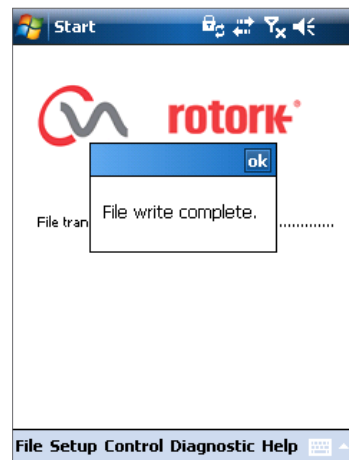 Start
rotork
ok
File write complete.
File tran.............
File Setup Control Diagnostic Help